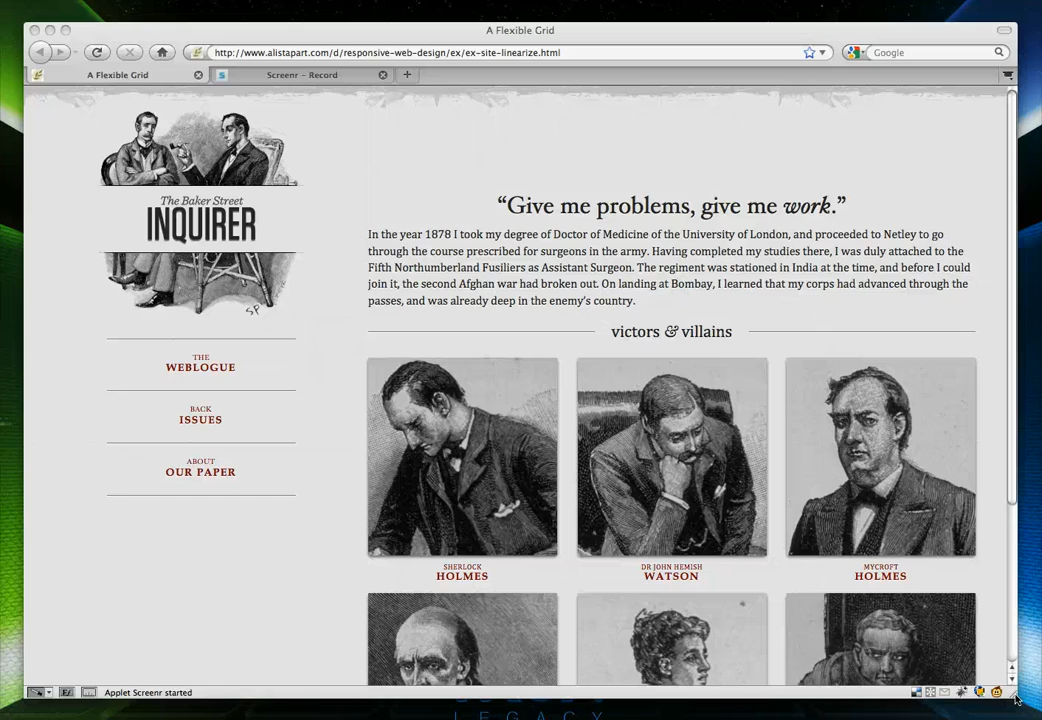 A Flexible Grid
http://www.alistapart.com/d/responsive-web-design/ex/ex-site-linearize.html
Google
A Flexible Grid
S
Screenr - Record
The Baker Street
INQUIRER
SP
THE
WEBLOGUE
BACK
ISSUES
ABOUT
OUR PAPER
“Give me problems, give me work.”
In the year 1878 I took my degree of Doctor of Medicine of the University of London, and proceeded to Netley to go
through the course prescribed for surgeons in the army. Having completed my studies there, I was duly attached to the
Fifth Northumberland Fusiliers as Assistant Surgeon. The regiment was stationed in India at the time, and before I could
join it, the second Afghan war had broken out. On landing at Bombay, I learned that my corps had advanced through the
passes, and was already deep in the enemy’s country.
victors & villains
SHERLOCK
HOLMES
DR JOHN HEMISH
WATSON
MYCROFT
HOLMES
Applet Screenr started
LEGACY